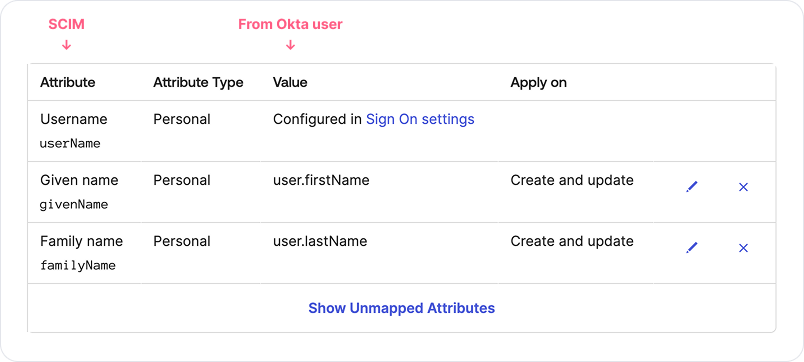 SCIM From Okta user
Attribute Attribute Type Value Apply on
Username Personal Configured in Sign On settings
userName
Given name Personal user.firstName Create and update
givenName
Family name Personal user.lastName Create and update
familyName
Show Unmapped Attributes